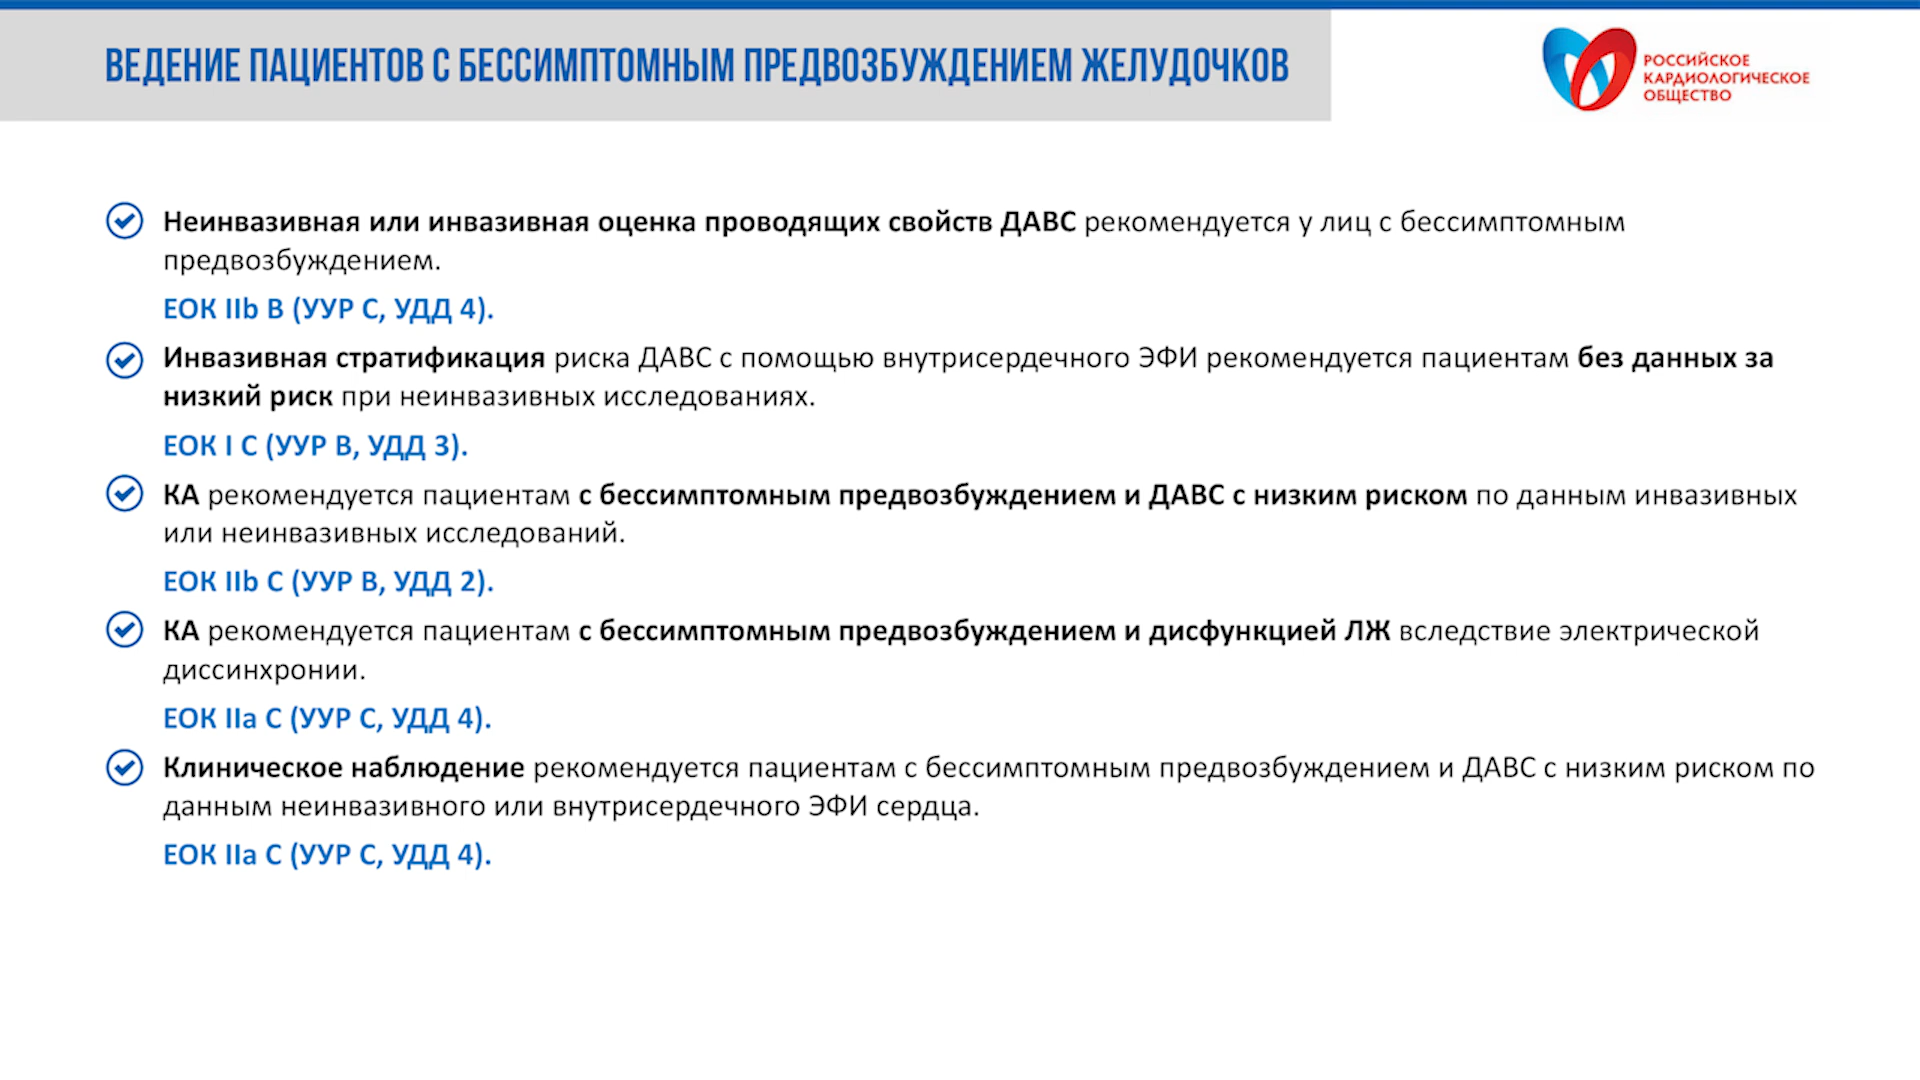 ВЕДЕНИЕ ПАЦИЕНТОВ С БЕССИМПТОМНЫМ ПРЕДВОЗБУЖДЕНИЕМ ЖЕЛУДОЧКОВ
РОССИЙСКОЕ
КАРДИОЛОГИЧЕСКОЕ
ОБЩЕСТВО
Неинвазивная или инвазивная оценка проводящих свойств ДАВС рекомендуется у лиц с бессимптомным
предвозбуждением.
ЕОК IIb B (УУР С, УДД 4).
Инвазивная стратификация риска ДАВС с помощью внутрисердечного ЭФИ рекомендуется пациентам без данных за
низкий риск при неинвазивных исследованиях.
ЕОК I C (УУР В, УДД 3).
КА рекомендуется пациентам с бессимптомным предвозбуждением и ДАВС с низким риском по данным инвазивных
или неинвазивных исследований.
ЕОК IIb C (УУР В, УДД 2).
КА рекомендуется пациентам с бессимптомным предвозбуждением и дисфункцией ЛЖ вследствие электрической
диссинхронии.
ЕОК IIa C (УУР С, УДД 4).
Клиническое наблюдение рекомендуется пациентам с бессимптомным предвозбуждением и ДАВС с низким риском по
данным неинвазивного или внутрисердечного ЭФИ сердца.
ЕОК IIa C (УУР С, УДД 4).